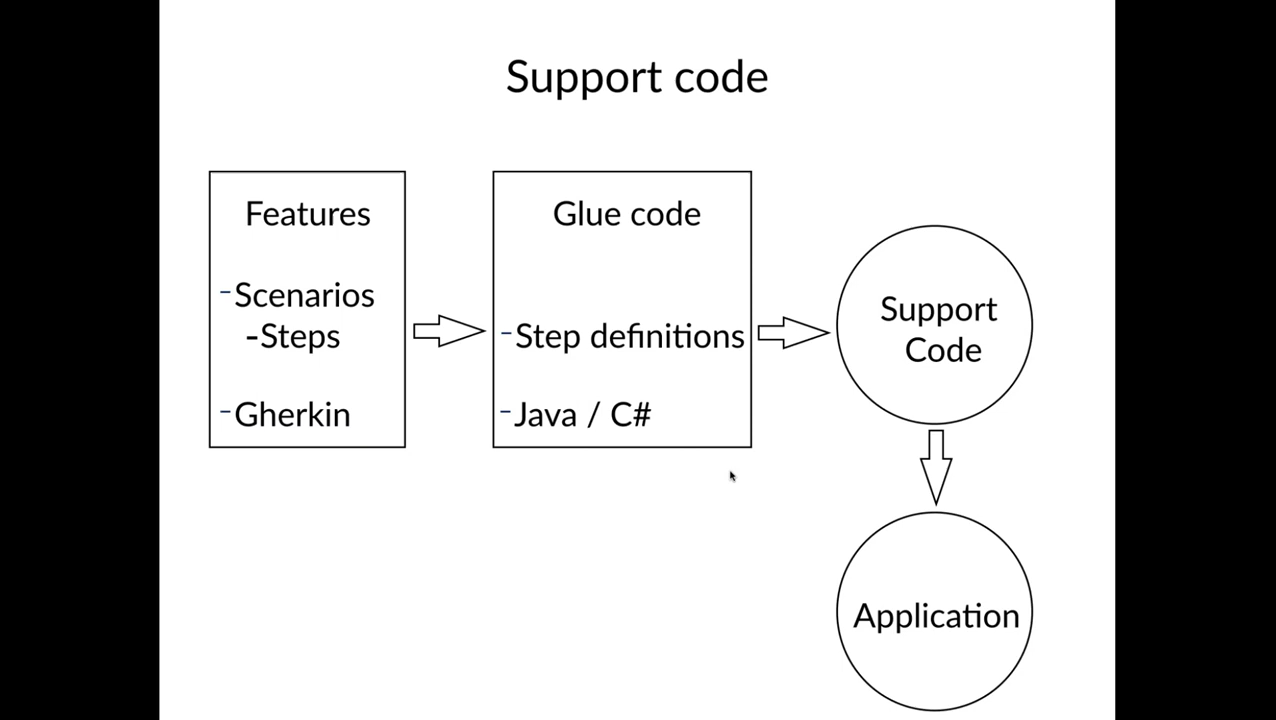 Support code
Features
-Scenarios
-Steps
-Gherkin
Glue code
-Step definitions
-Java / C#
Support
Code
Application